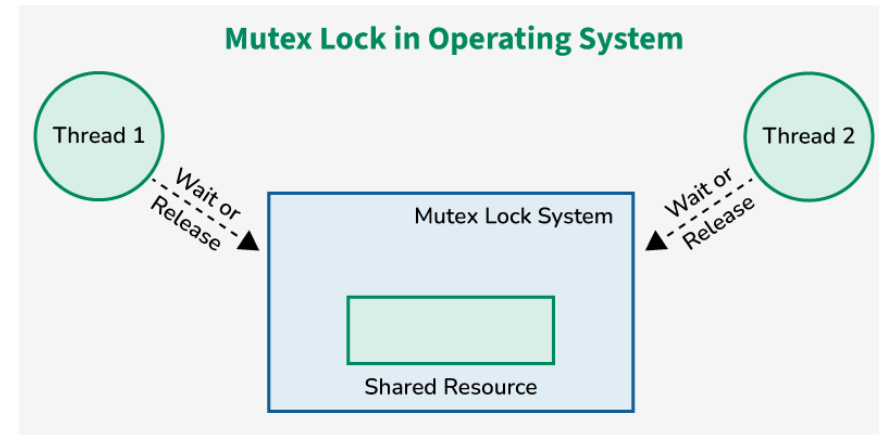 Mutex Lock in Operating System
Thread 1
Thread 2
Wait or
Release
Wait or
Release
Mutex Lock System
Shared Resource